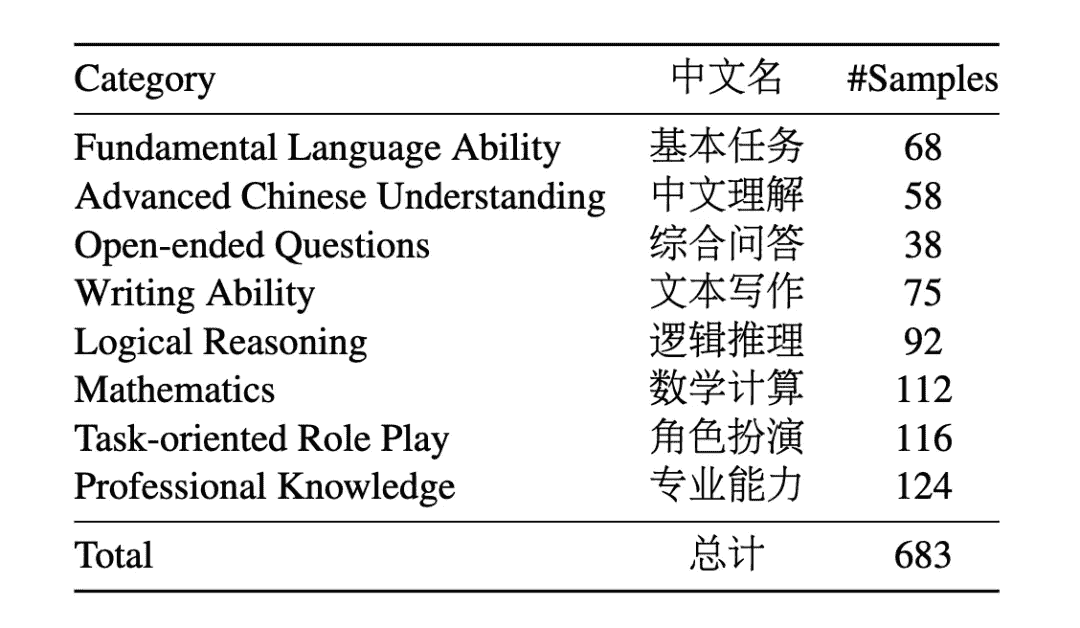 Category 中文名 #Samples
Fundamental Language Ability 基本任务 68
Advanced Chinese Understanding 中文理解 58
Open-ended Questions 综合问答 38
Writing Ability 文本写作 75
Logical Reasoning 逻辑推理 92
Mathematics 数学计算 112
Task-oriented Role Play 角色扮演 116
Professional Knowledge 专业能力 124
Total 总计 683